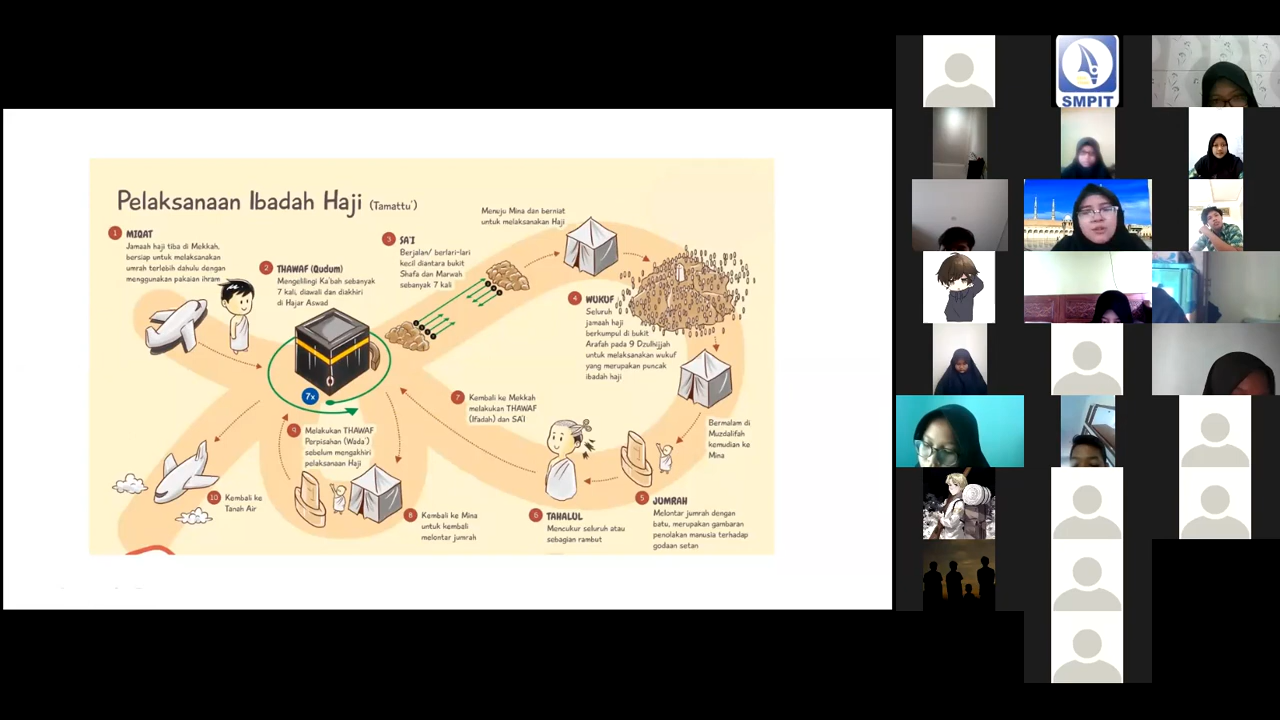 Pelaksanaan Ibadah Haji (Tamattu')
1 MIQAT
Jamaah haji tiba di Mekkah,
bersiap untuk melaksanakan
umrah terlebih dahulu dengan
menggunakan pakaian ihram
2 THAWAF (Qudum)
Mengelilingi Ka'bah sebanyak
7 kali, diawali dan diakhiri
di Hajar Aswad
7x
3 SA'I
Berjalan/ berlari-lari
kecil diantara bukit
Shafa dan Marwah
sebanyak 7 kali
Menuju Mina dan berniat
untuk melaksanakan Haji
4 WUKUF
Seluruh
jamaah haji
berkumpul di bukit
Arafah pada 9 Dzulhijjah
untuk melaksanakan wukuf
yang merupakan puncak
ibadah haji
Bermalam di
Muzdalifah
kemudian ke
Mina
5 JUMRAH
Melontar jumrah dengan
batu, merupakan gambaran
penolakan manusia terhadap
godaan setan
6 TAHALUL
Mencukur seluruh atau
sebagian rambut
7 Kembali ke Mekkah
melakukan THAWAF
(Ifadah) dan SA'I
8 Kembali ke Mina
untuk kembali
melontar jumrah
9 Melakukan THAWAF
Perpisahan (Wada')
sebelum mengakhiri
pelaksanaan Haji
10 Kembali ke
Tanah Air
SMPIT